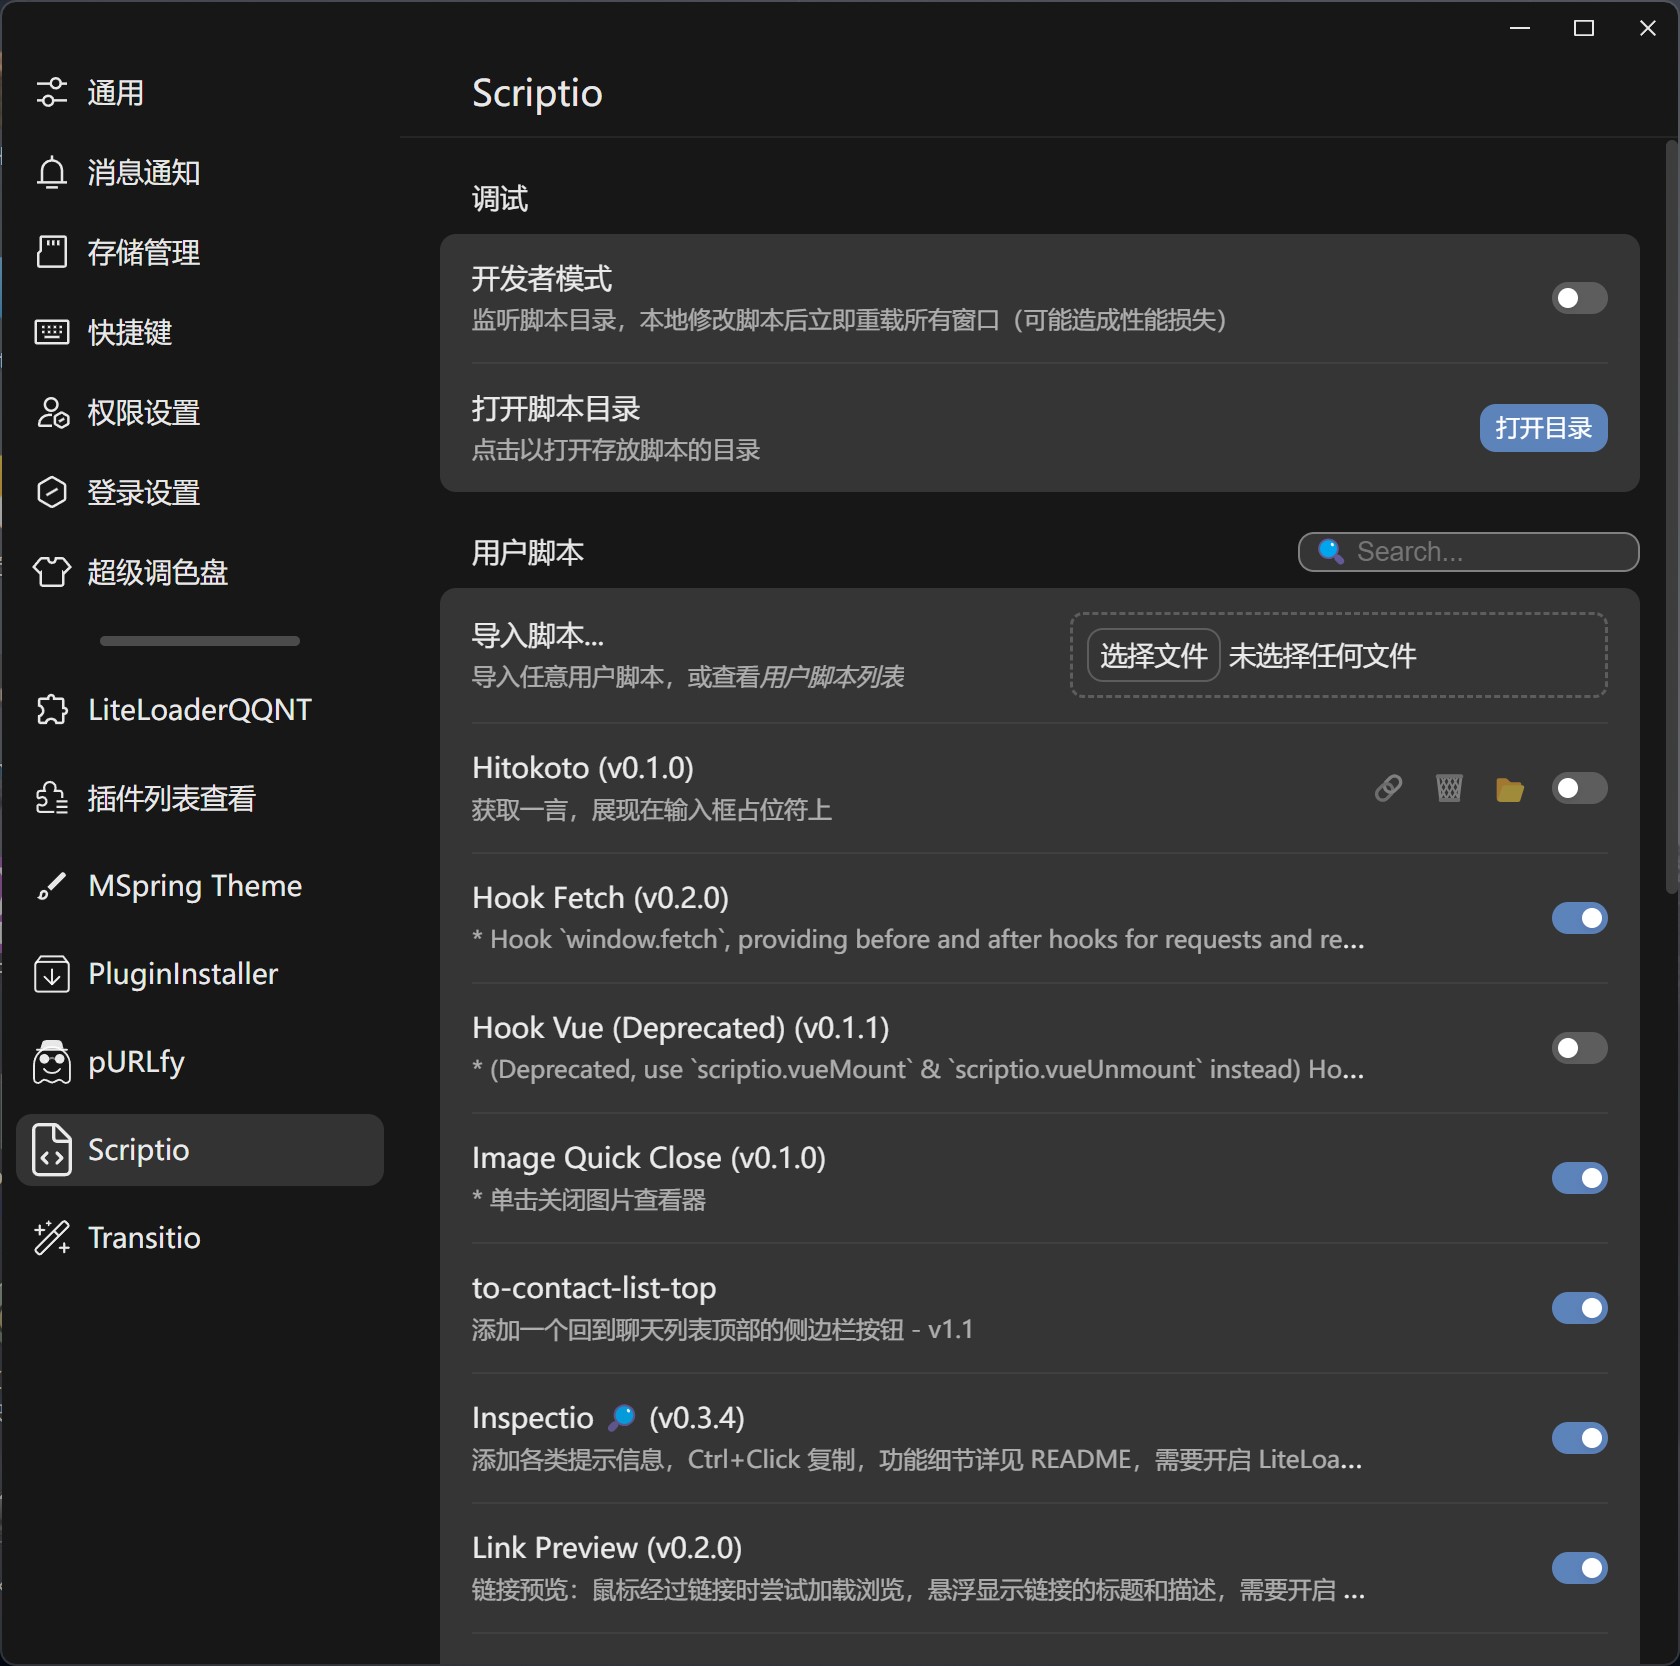 通用
消息通知
存储管理
快捷键
权限设置
登录设置
超级调色盘
LiteLoaderQQNT
插件列表查看
MSpring Theme
PluginInstaller
pURLfy
Scriptio
Transitio
Scriptio
调试
开发者模式
监听脚本目录，本地修改脚本后立即重载所有窗口（可能造成性能损失）
打开脚本目录
点击以打开存放脚本的目录
打开目录
用户脚本
Search...
导入脚本...
导入任意用户脚本，或查看用户脚本列表
选择文件 未选择任何文件
Hitokoto (v0.1.0)
获取一言，展现在输入框占位符上
Hook Fetch (v0.2.0)
* Hook `window.fetch`, providing before and after hooks for requests and re...
Hook Vue (Deprecated) (v0.1.1)
* (Deprecated, use `scriptio.vueMount` & `scriptio.vueUnmount` instead) Ho...
Image Quick Close (v0.1.0)
* 单击关闭图片查看器
to-contact-list-top
添加一个回到聊天列表顶部的侧边栏按钮 - v1.1
Inspectio 🔎 (v0.3.4)
添加各类提示信息，Ctrl+Click 复制，功能细节详见 README，需要开启 LiteLoa...
Link Preview (v0.2.0)
链接预览：鼠标经过链接时尝试加载浏览，悬浮显示链接的标题和描述，需要开启 ...